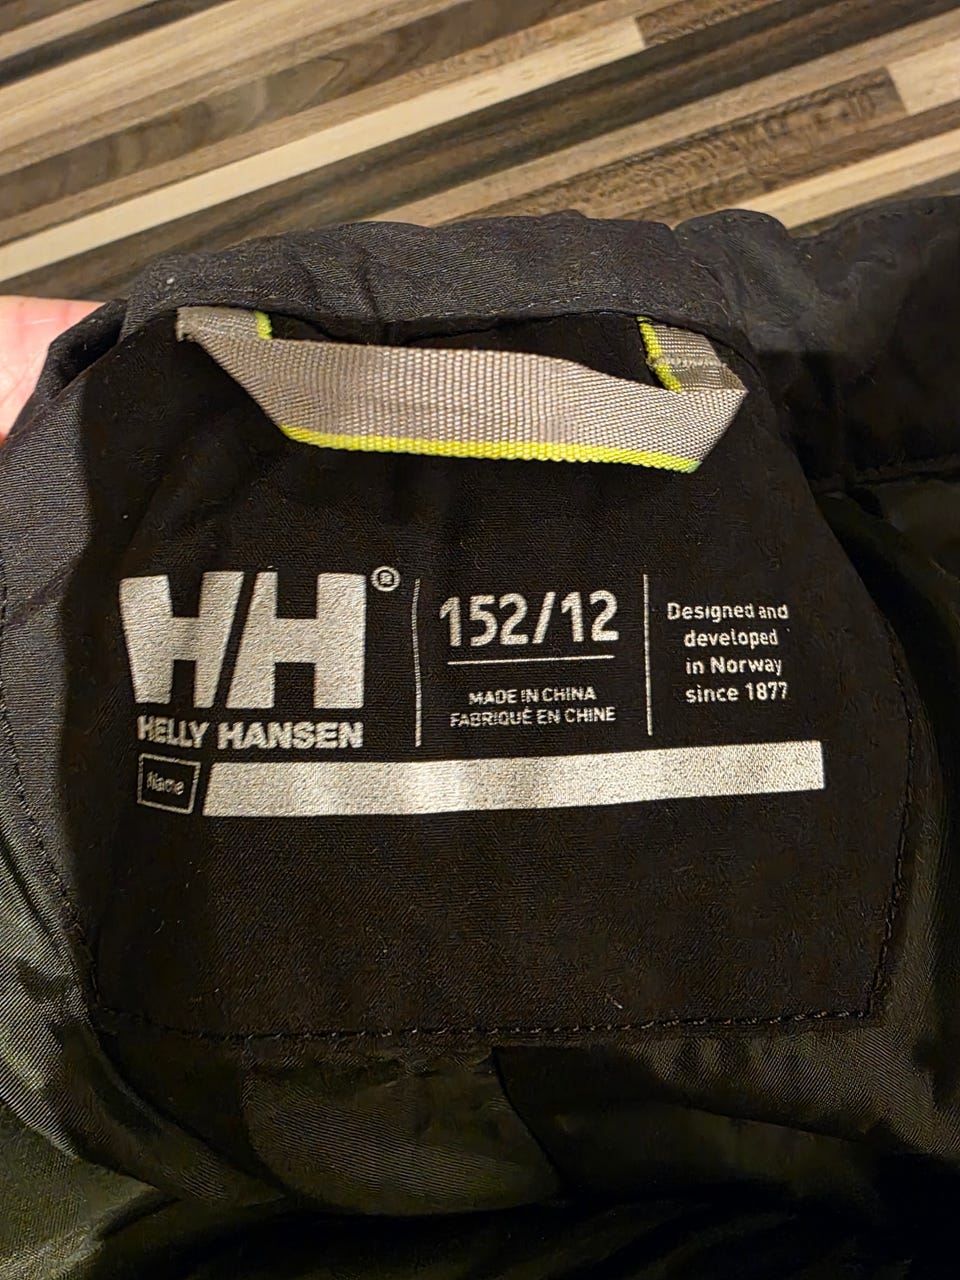 HH®
HELLY HANSEN
152/12
MADE IN CHINA
FABRIQUÉ EN CHINE
Designed and
developed
in Norway
since 1877
Name